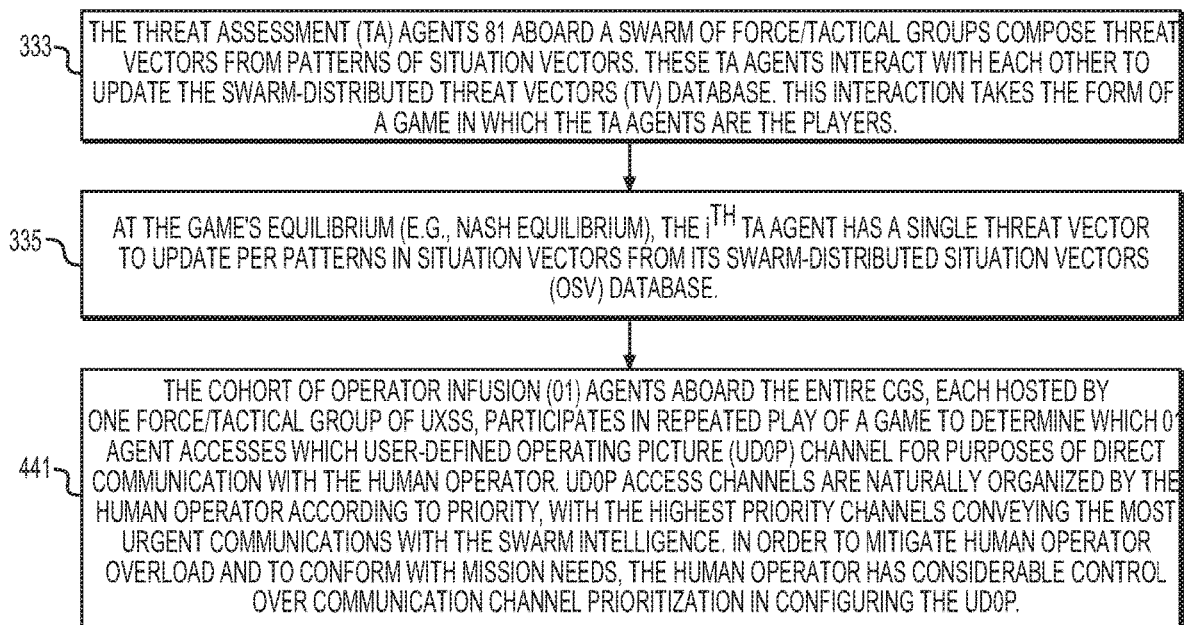 333
THE THREAT ASSESSMENT (TA) AGENTS 81 ABOARD A SWARM OF FORCE/TACTICAL GROUPS COMPOSE THREAT
VECTORS FROM PATTERNS OF SITUATION VECTORS. THESE TA AGENTS INTERACT WITH EACH OTHER TO
UPDATE THE SWARM-DISTRIBUTED THREAT VECTORS (TV) DATABASE. THIS INTERACTION TAKES THE FORM OF
A GAME IN WHICH THE TA AGENTS ARE THE PLAYERS.
335
AT THE GAME'S EQUILIBRIUM (E.G., NASH EQUILIBRIUM), THE iTH TA AGENT HAS A SINGLE THREAT VECTOR
TO UPDATE PER PATTERNS IN SITUATION VECTORS FROM ITS SWARM-DISTRIBUTED SITUATION VECTORS
(OSV) DATABASE.
441
THE COHORT OF OPERATOR INFUSION (01) AGENTS ABOARD THE ENTIRE CGS, EACH HOSTED BY
ONE FORCE/TACTICAL GROUP OF UXSS, PARTICIPATES IN REPEATED PLAY OF A GAME TO DETERMINE WHICH 01
AGENT ACCESSES WHICH USER-DEFINED OPERATING PICTURE (UD0P) CHANNEL FOR PURPOSES OF DIRECT
COMMUNICATION WITH THE HUMAN OPERATOR. UD0P ACCESS CHANNELS ARE NATURALLY ORGANIZED BY THE
HUMAN OPERATOR ACCORDING TO PRIORITY, WITH THE HIGHEST PRIORITY CHANNELS CONVEYING THE MOST
URGENT COMMUNICATIONS WITH THE SWARM INTELLIGENCE. IN ORDER TO MITIGATE HUMAN OPERATOR
OVERLOAD AND TO CONFORM WITH MISSION NEEDS, THE HUMAN OPERATOR HAS CONSIDERABLE CONTROL
OVER COMMUNICATION CHANNEL PRIORITIZATION IN CONFIGURING THE UD0P.